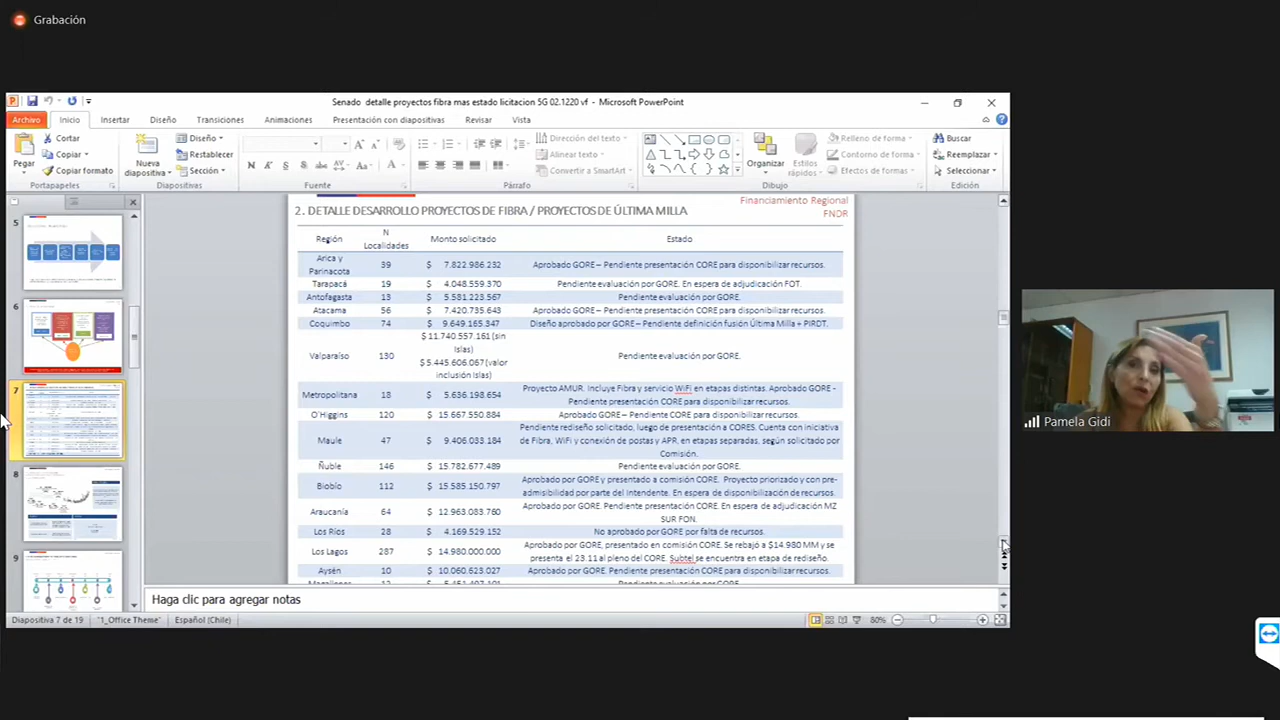 Grabación
Senado detalle proyectos fibra mas estado licitacion 5G 02.1220 vf - Microsoft PowerPoint
Archivo Inicio Insertar Diseño Transiciones Animaciones Presentación con diapositivas Revisar Vista
Cortar
Copiar
Copiar formato
Pegar
Portapapeles
Nueva diapositiva
Diseño
Restablecer
Sección
Diapositivas
Fuente
Dirección del texto
Alinear texto
Convertir a SmartArt
Párrafo
Organizar
Estilos rápidos
Relleno de forma
Contorno de forma
Efectos de formas
Dibujo
Buscar
Reemplazar
Seleccionar
Edición
5
6
7
8
9
Financiamiento Regional
FNDR
2. DETALLE DESARROLLO PROYECTOS DE FIBRA / PROYECTOS DE ÚLTIMA MILLA
Región N Localidades Monto solicitado Estado
Arica y Parinacota 39 $ 7.822.986.232 Aprobado GORE – Pendiente presentación CORE para disponibilizar recursos.
Tarapacá 19 $ 4.048.559.370 Pendiente evaluación por GORE. En espera de adjudicación FOT.
Antofagasta 13 $ 5.581.223.567 Pendiente evaluación por GORE.
Atacama 56 $ 7.420.735.643 Aprobado GORE – Pendiente presentación CORE para disponibilizar recursos.
Coquimbo 74 $ 9.649.165.347 Diseño aprobado por GORE – Pendiente definición fusión Última Milla + PIRDT.
Valparaíso 130 $ 11.740.557.161 (sin Islas) $ 5.445.606.067 (valor inclusión Islas) Pendiente evaluación por GORE.
Metropolitana 18 $ 5.636.198.654 Proyecto AMUR. Incluye Fibra y servicio WiFi en etapas distintas. Aprobado GORE - Pendiente presentación CORE para disponibilizar recursos.
O'Higgins 120 $ 15.667.550.884 Aprobado GORE – Pendiente CORE para disponibilizar recursos.
Maule 47 $ 9.406.033.184 Pendiente rediseño solicitado, luego de presentación a CORES. Cuenta con iniciativa de Fibra, WiFi y conexión de postas y APR, en etapas separadas, según solicitado por Comisión.
Ñuble 146 $ 15.782.677.489 Pendiente evaluación por GORE.
Biobío 112 $ 15.585.150.797 Aprobado por GORE y presentado a comisión CORE. Proyecto priorizado y con pre-admisibilidad por parte del Intendente. En espera de disponibilización de recursos.
Araucanía 64 $ 12.963.083.760 Aprobado por GORE. Pendiente presentación CORE. En espera de adjudicación MZ SUR FON.
Los Ríos 28 $ 4.169.529.152 No aprobado por GORE por falta de recursos.
Los Lagos 287 $ 14.980.000.000 Aprobado por GORE, presentado en comisión CORE. Se rebajó a $14.980 MM y se presenta el 23.11 al pleno del CORE. Subtel se encuentra en etapa de rediseño.
Aysén 10 $ 10.060.623.027 Aprobado por GORE. Pendiente presentación CORE para disponibilizar recursos.
Pamela Gidi
Haga clic para agregar notas
Diapositiva 7 de 19 "1_Office Theme" Español (Chile) 80%